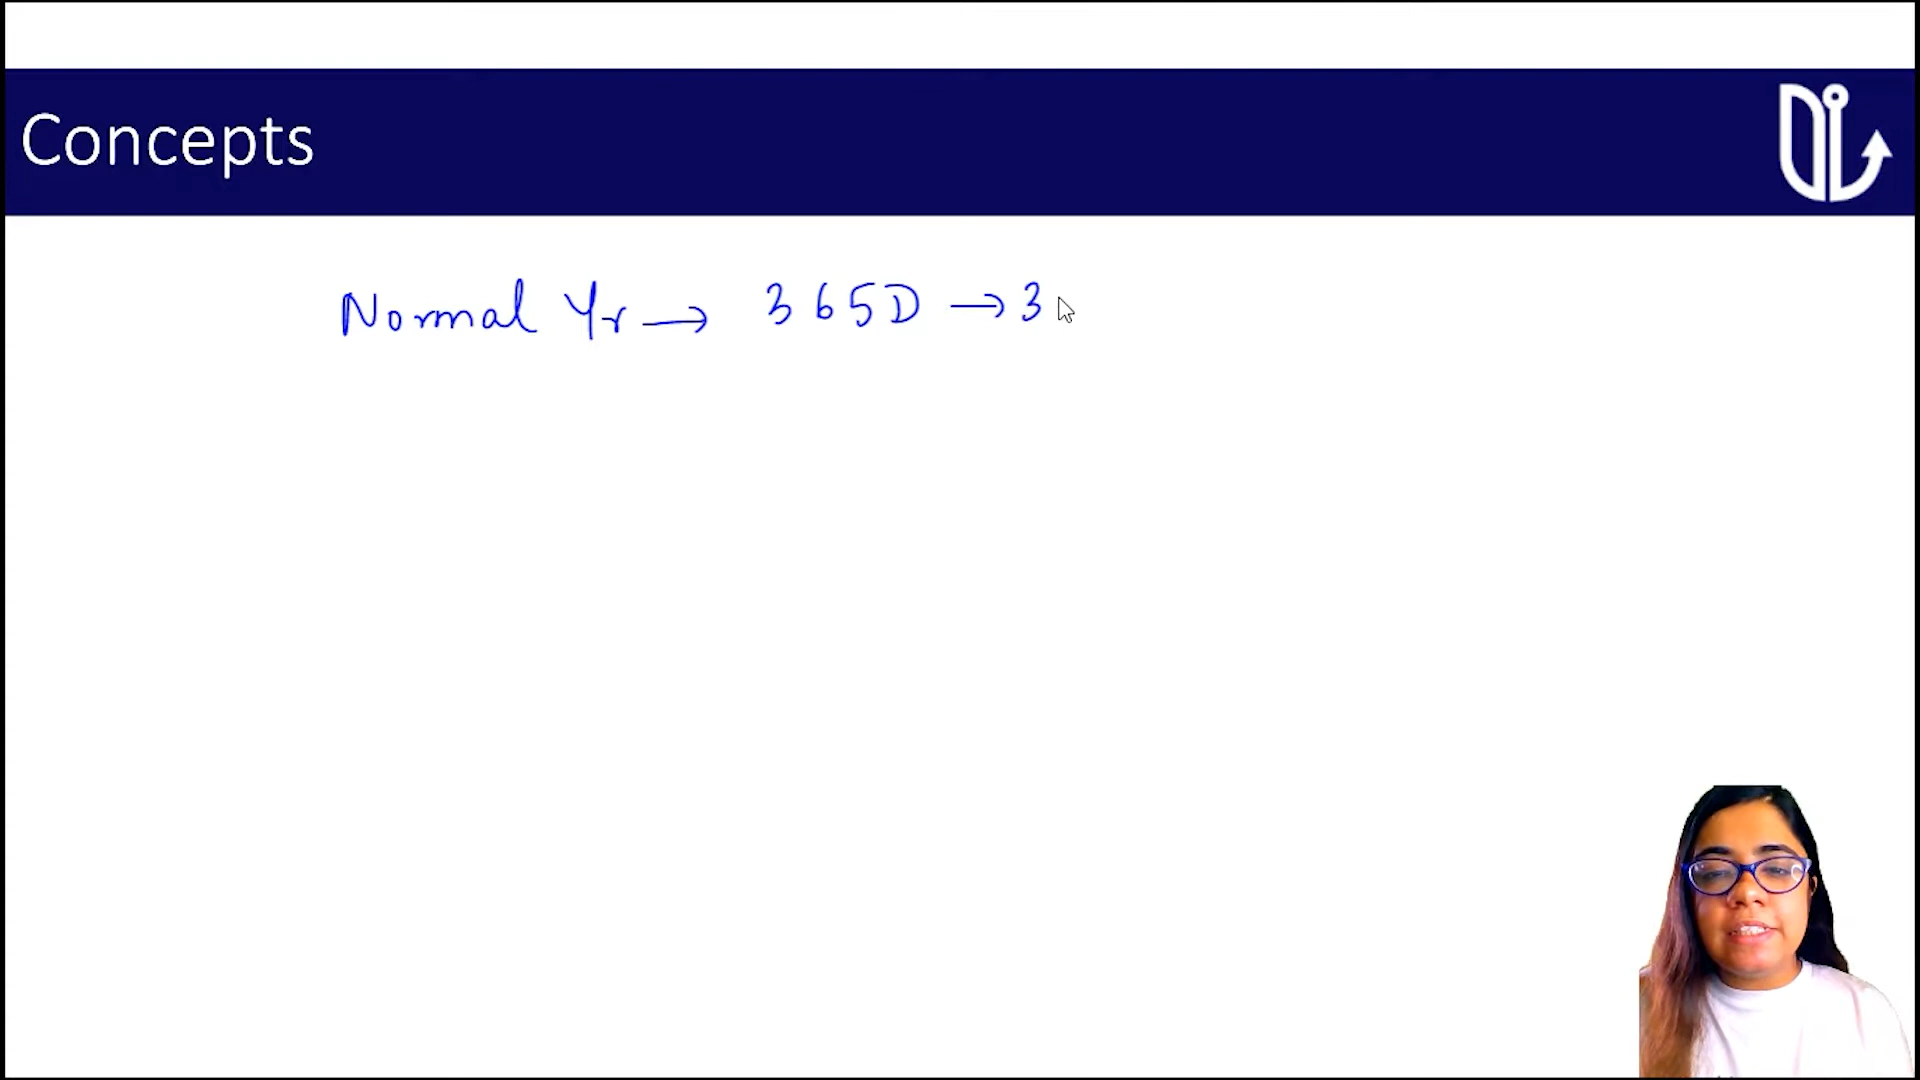 Concepts
Normal Yr → 365D → 3